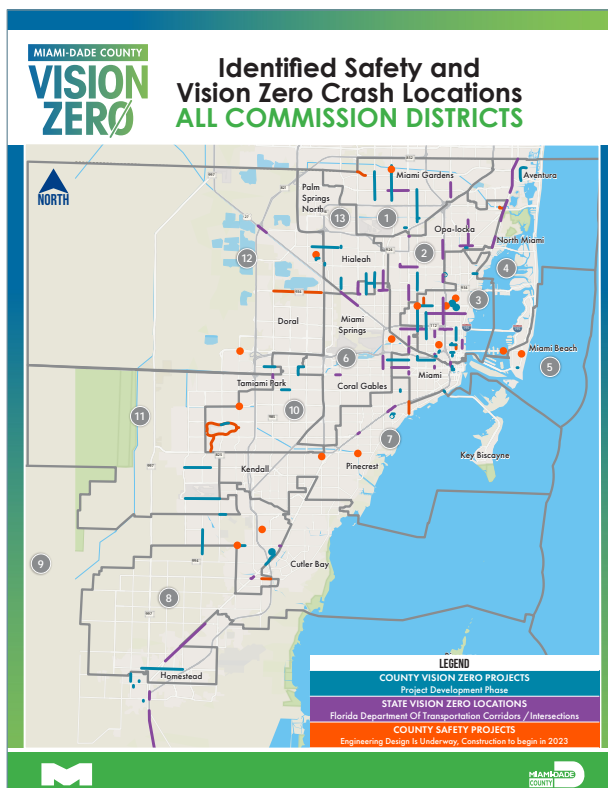 MIAMI-DADE COUNTY
VISION
ZERO
Identified Safety and
Vision Zero Crash Locations
ALL COMMISSION DISTRICTS
NORTH
Miami Gardens
Aventura
Palm
Springs
North
13
1
Opa-locka
2
North Miami
12
Hialeah
4
3
Doral
Miami
Springs
6
Miami Beach
5
Tamiami Park
Coral Gables
Miami
11
10
7
Key Biscayne
Kendall
Pinecrest
9
Cutler Bay
8
Homestead
LEGEND
COUNTY VISION ZERO PROJECTS
Project Development Phase
STATE VISION ZERO LOCATIONS
Florida Department Of Transportation Corridors /Intersections
COUNTY SAFETY PROJECTS
Engineering Design Is Underway, Construction to begin in 2023
MIAMI-DADE
COUNTY